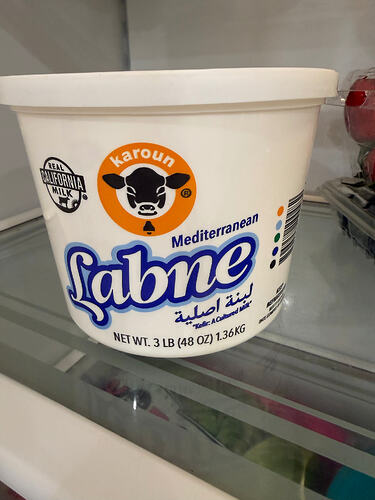 karoun
®
REAL
CALIFORNIA
MILK
Mediterranean
Labne
لبنة اصلية
"Kefir: A Cultured Milk"
NET WT. 3 LB (48 OZ) 1.36KG